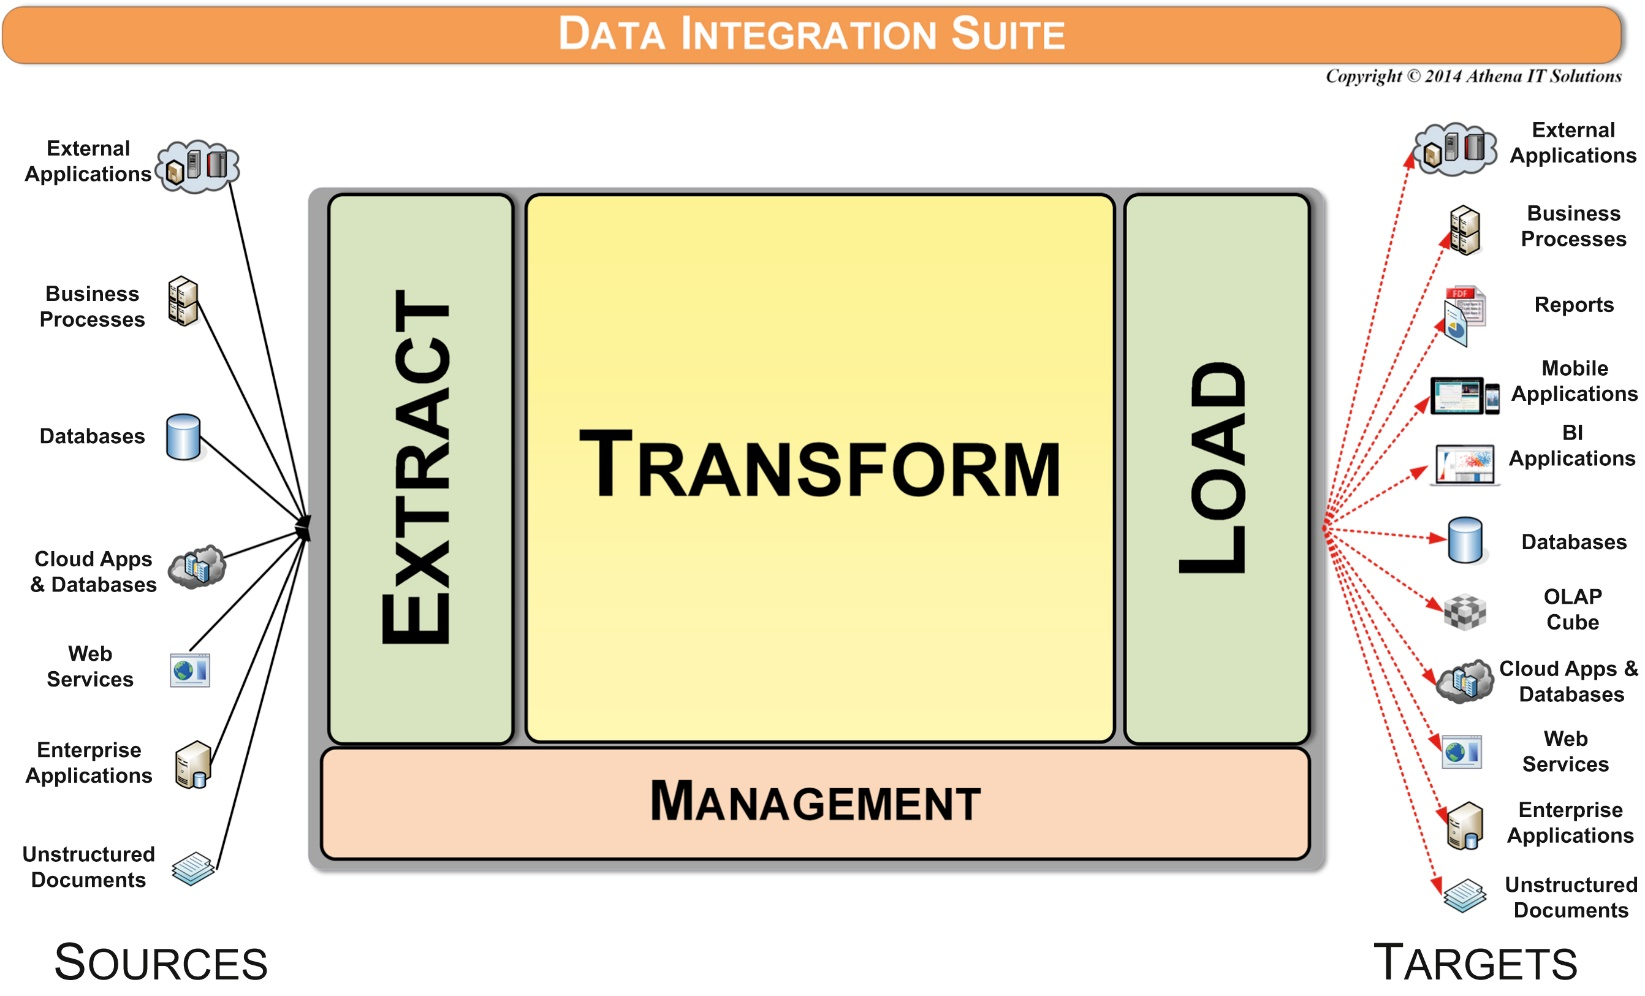 DATA INTEGRATION SUITE
Copyright © 2014 Athena IT Solutions
External
Applications
Business
Processes
Databases
Cloud Apps
& Databases
Web
Services
Enterprise
Applications
Unstructured
Documents
SOURCES
EXTRACT
TRANSFORM
LOAD
MANAGEMENT
External
Applications
Business
Processes
PDF
Reports
Mobile
Applications
BI
Applications
Databases
OLAP
Cube
Cloud Apps &
Databases
Web
Services
Enterprise
Applications
Unstructured
Documents
TARGETS